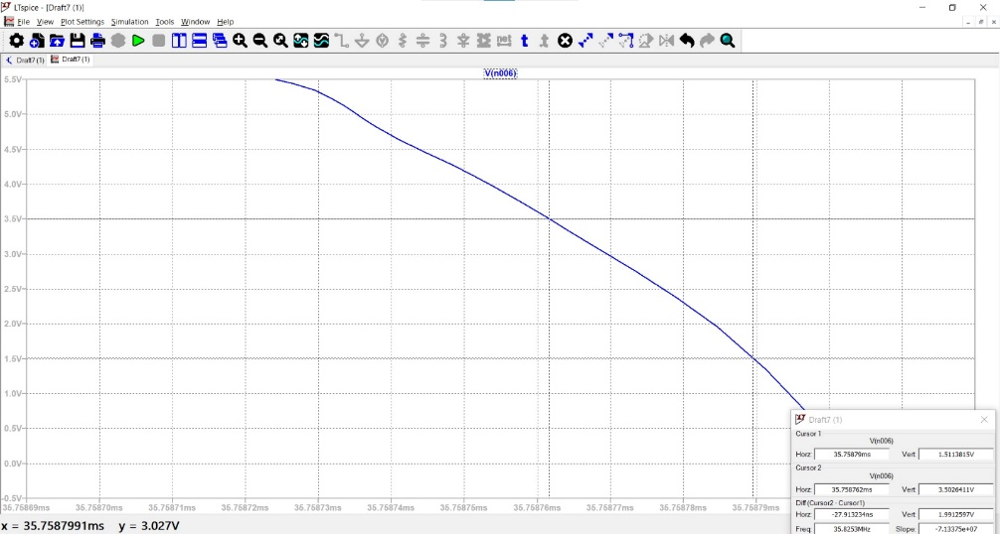 LTspice - [Draft7 (1)]
File View Plot Settings Simulation Tools Window Help
Draft7 (1) Draft7 (1)
V(n006)
5.5V
5.0V
4.5V
4.0V
3.5V
3.0V
2.5V
2.0V
1.5V
1.0V
0.5V
0.0V
-0.5V
35.75869ms 35.75870ms 35.75871ms 35.75872ms 35.75873ms 35.75874ms 35.75875ms 35.75876ms 35.75877ms 35.75878ms 35.75879ms
Draft7 (1)
Cursor 1
V(n006)
Horz: 35.75879ms Vert: 1.5113815V
Cursor 2
V(n006)
Horz: 35.758762ms Vert: 3.5026411V
Diff (Cursor2 - Cursor1)
Horz: -27.913234ns Vert: 1.9912597V
Freq: 35.8253MHz Slope: -7.13375e+07
x = 35.7587991ms y = 3.027V